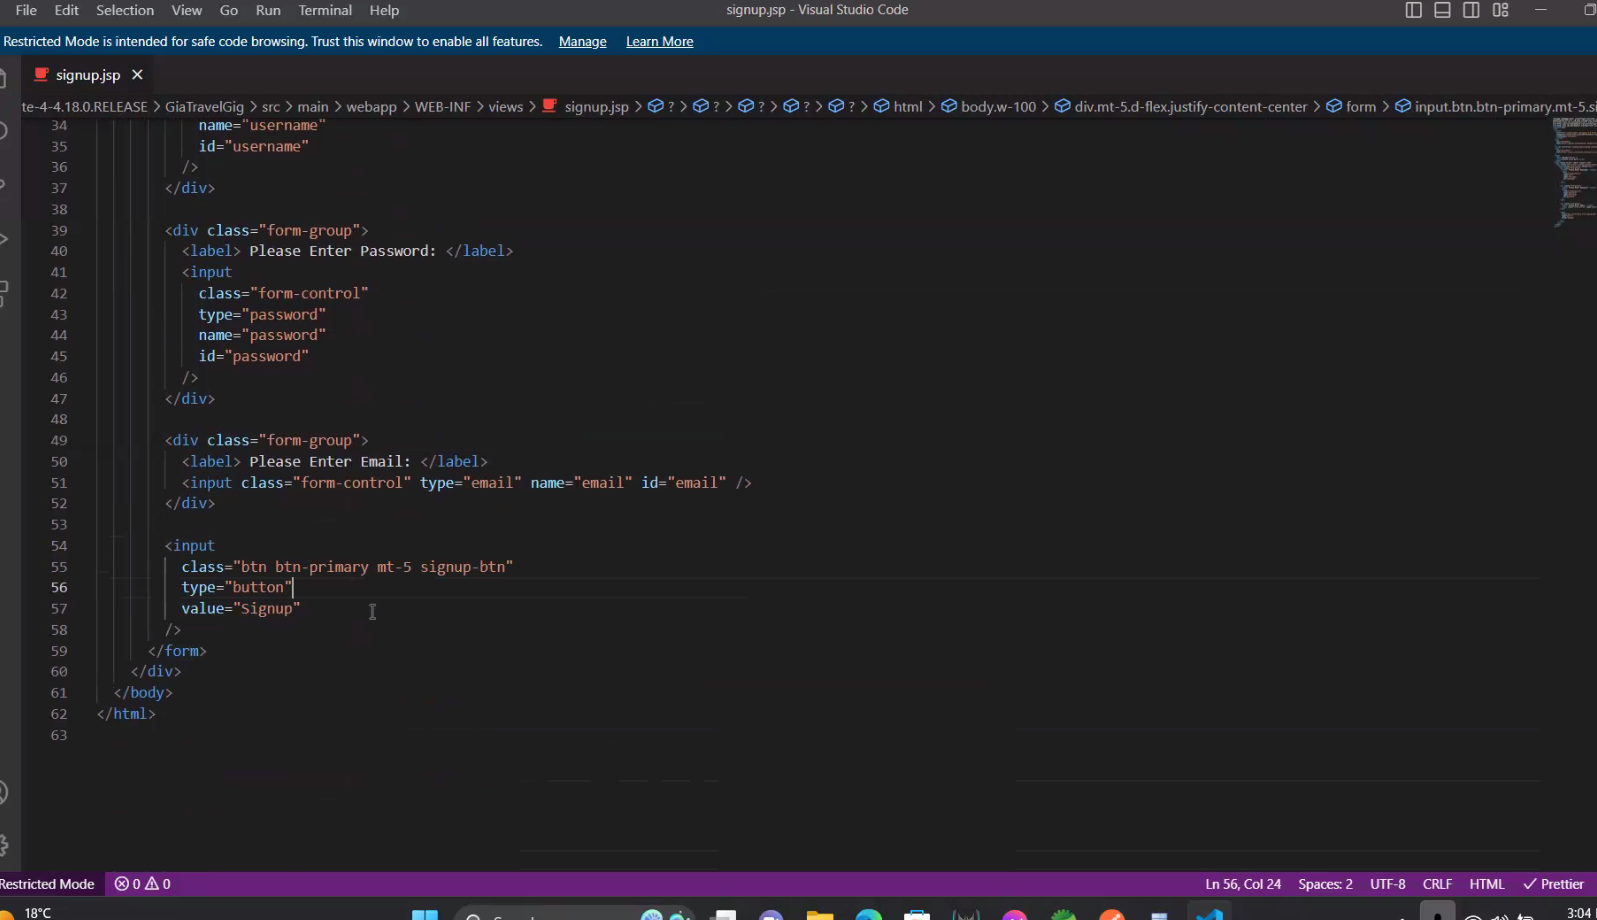 File Edit Selection View Go Run Terminal Help signup.jsp - Visual Studio Code
Restricted Mode is intended for safe code browsing. Trust this window to enable all features. Manage Learn More
signup.jsp
te-4-4.18.0.RELEASE > GiaTravelGig > src > main > webapp > WEB-INF > views > signup.jsp > ? > ? > ? > ? > ? > html > body.w-100 > div.mt-5.d-flex.justify-content-center > form > input.btn.btn-primary.mt-5.si
34 name="username"
35 id="username"
36 />
37 </div>
38
39 <div class="form-group">
40 <label> Please Enter Password: </label>
41 <input
42 class="form-control"
43 type="password"
44 name="password"
45 id="password"
46 />
47 </div>
48
49 <div class="form-group">
50 <label> Please Enter Email: </label>
51 <input class="form-control" type="email" name="email" id="email" />
52 </div>
53
54 <input
55 class="btn btn-primary mt-5 signup-btn"
56 type="button"
57 value="Signup"
58 />
59 </form>
60 </div>
61 </body>
62 </html>
63
Restricted Mode 0 0 Ln 56, Col 24 Spaces: 2 UTF-8 CRLF HTML Prettier
18°C 3:04